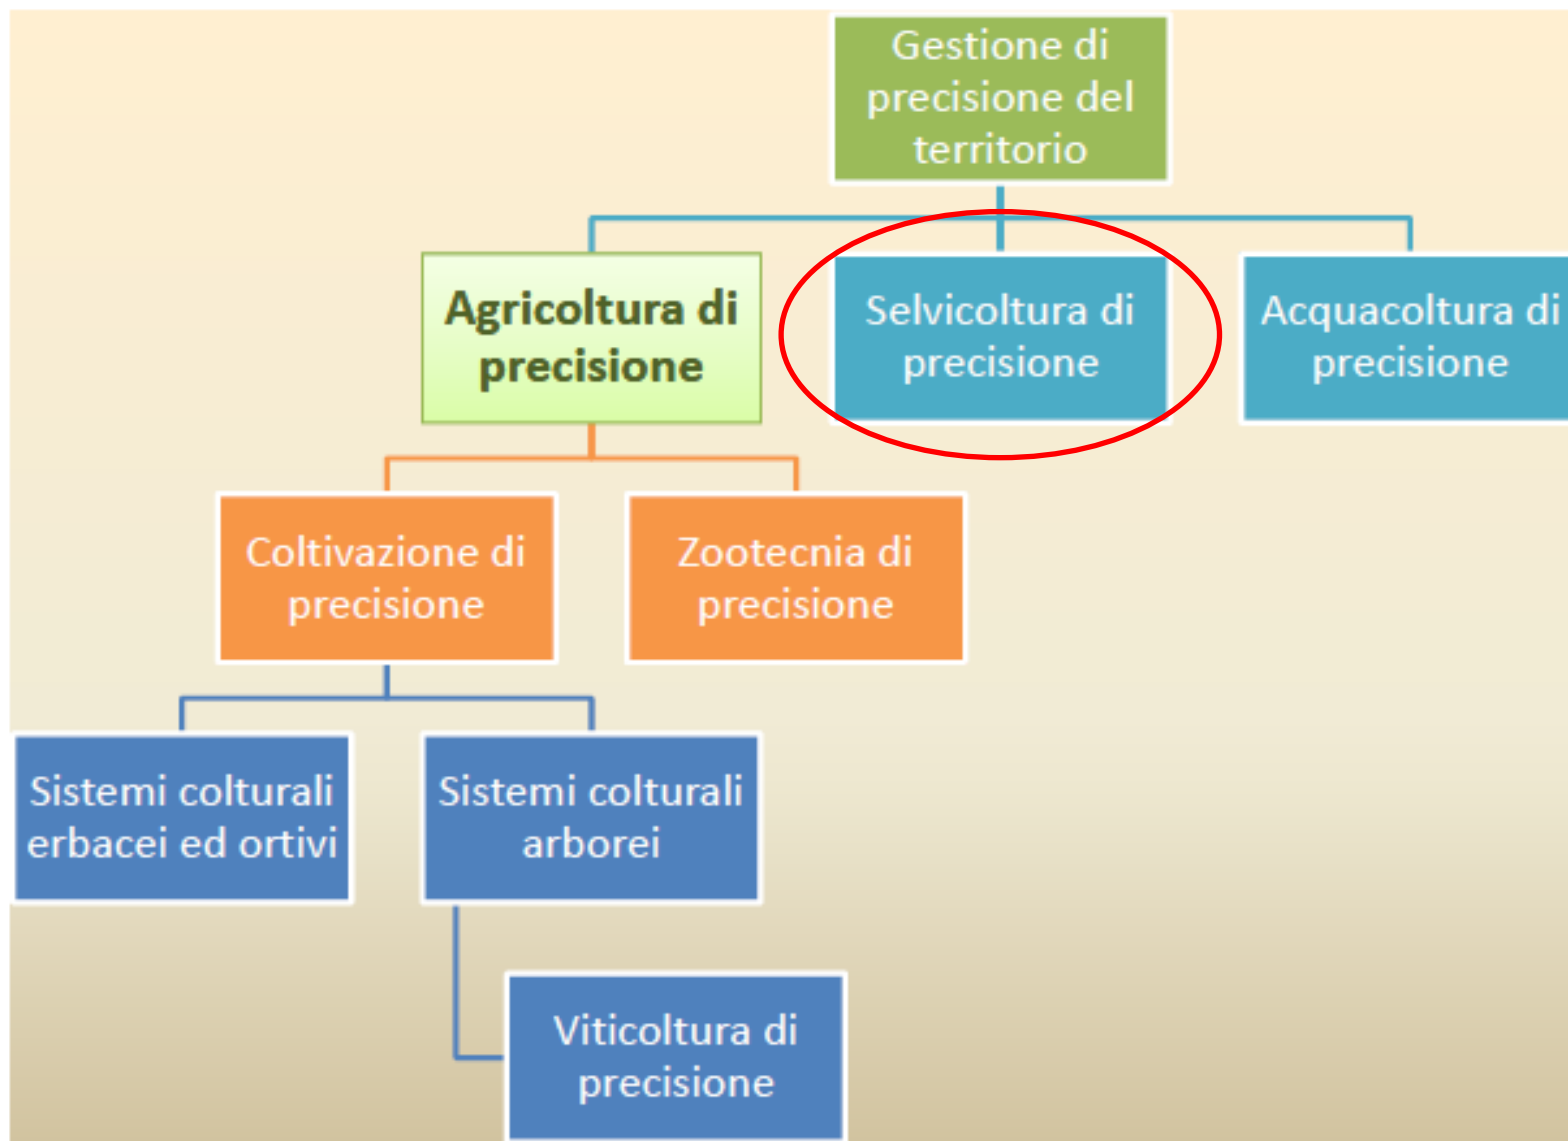 Gestione di
precisione del
territorio
Agricoltura di
precisione
Selvicoltura di
precisione
Acquacoltura di
precisione
Coltivazione di
precisione
Zootecnia di
precisione
Sistemi colturali
erbacei ed ortivi
Sistemi colturali
arborei
Viticoltura di
precisione